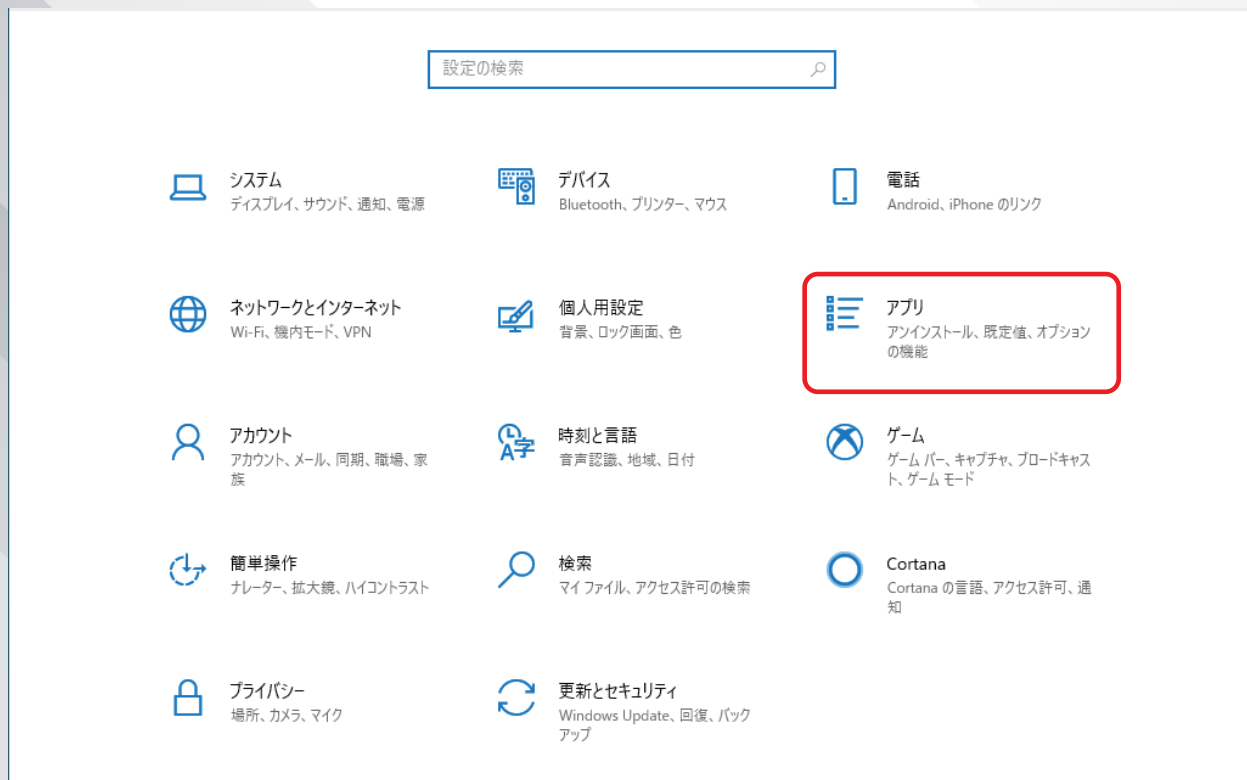 設定の検索
システム
ディスプレイ、サウンド、通知、電源
デバイス
Bluetooth、プリンター、マウス
電話
Android、iPhone のリンク
ネットワークとインターネット
Wi-Fi、機内モード、VPN
個人用設定
背景、ロック画面、色
アプリ
アンインストール、既定値、オプション
の機能
アカウント
アカウント、メール、同期、職場、家
族
時刻と言語
音声認識、地域、日付
ゲーム
ゲーム バー、キャプチャ、ブロードキャス
ト、ゲーム モード
簡単操作
ナレーター、拡大鏡、ハイコントラスト
検索
マイ ファイル、アクセス許可の検索
Cortana
Cortana の言語、アクセス許可、通
知
プライバシー
場所、カメラ、マイク
更新とセキュリティ
Windows Update、回復、バック
アップ